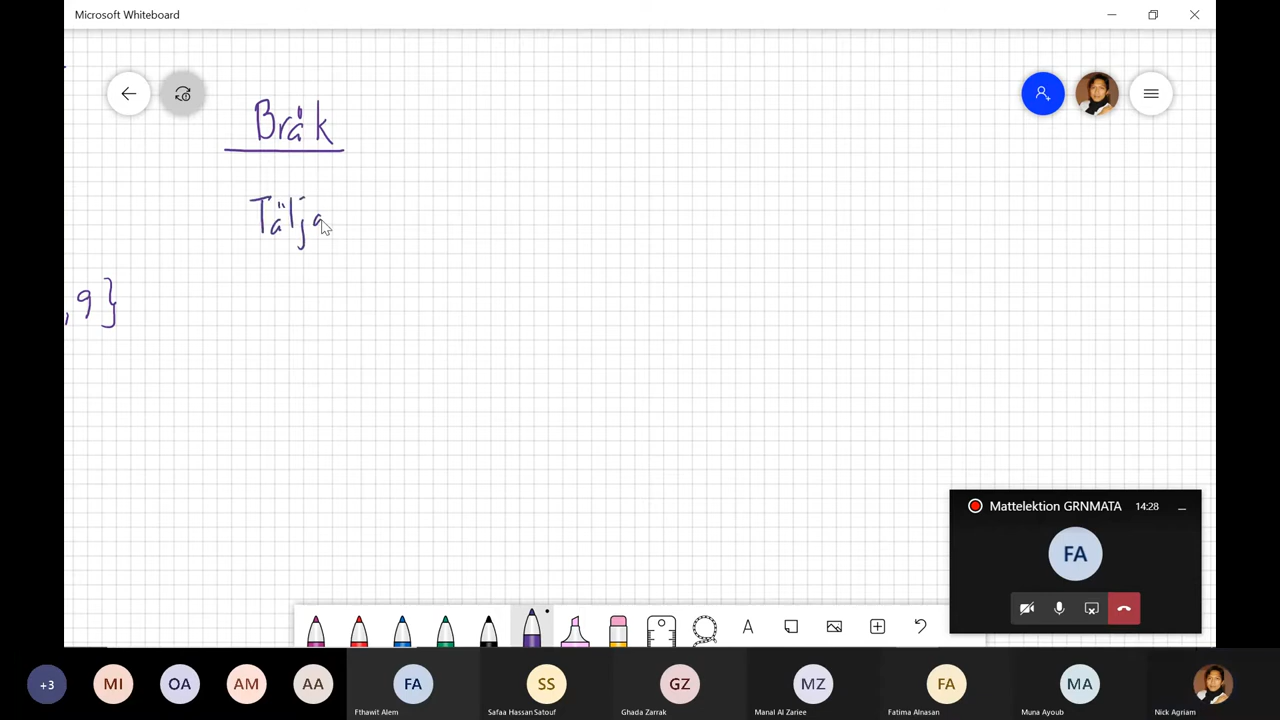 Microsoft Whiteboard
Bråk
Tälja
, 9 }
Mattelektion GRNMATA 14:28
FA
A
+3 MI OA AM AA FA SS GZ MZ FA MA
Fthawit Alem Safaa Hassan Satouf Ghada Zarrak Manal Al Zariee Fatima Alnasan Muna Ayoub Nick Agriam